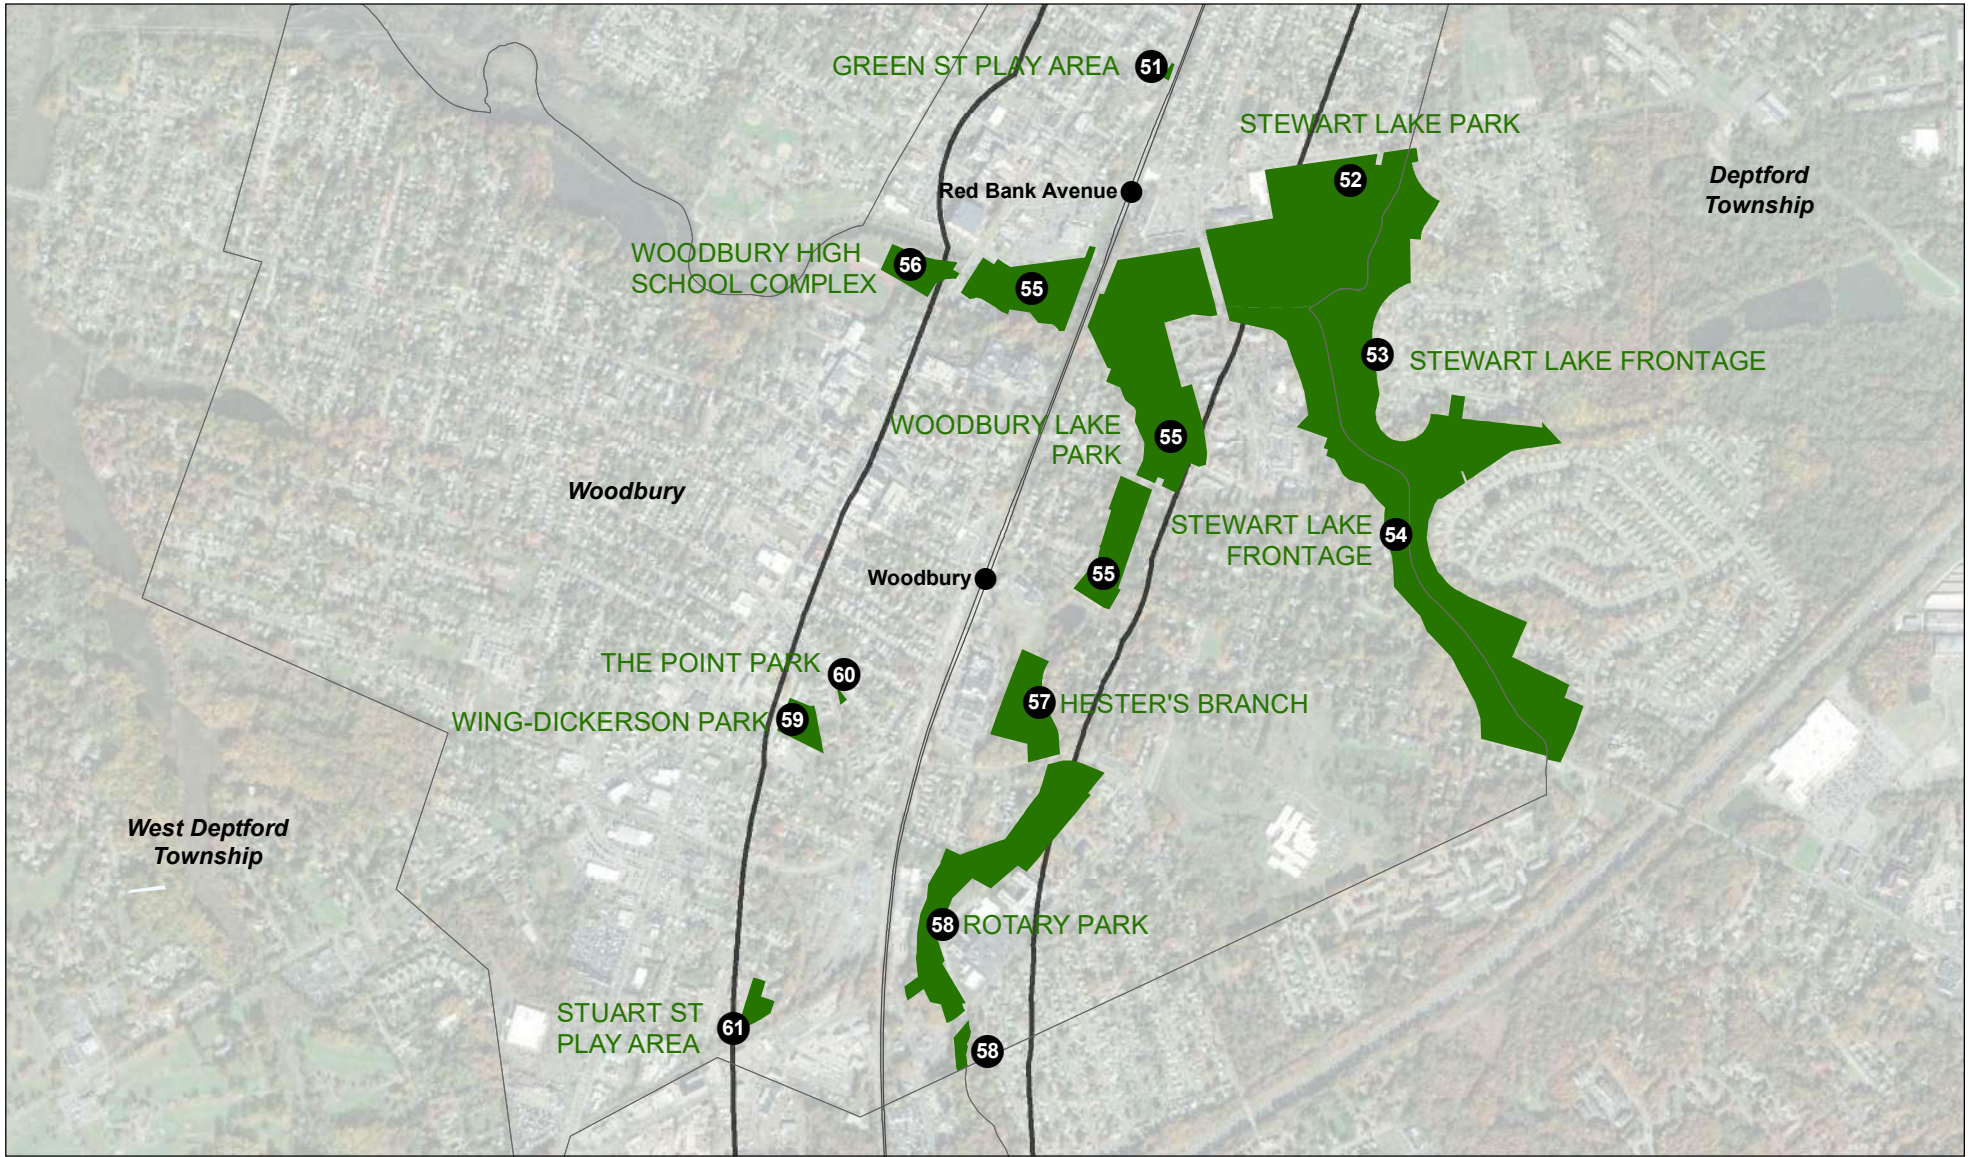 GREEN ST PLAY AREA
51
STEWART LAKE PARK
52
Deptford
Township
Red Bank Avenue
WOODBURY HIGH
SCHOOL COMPLEX
56
55
53
STEWART LAKE FRONTAGE
WOODBURY LAKE
PARK
55
Woodbury
STEWART LAKE
FRONTAGE
54
55
Woodbury
THE POINT PARK
60
WING-DICKERSON PARK
59
57
HESTER'S BRANCH
West Deptford
Township
58
ROTARY PARK
STUART ST
PLAY AREA
61
58